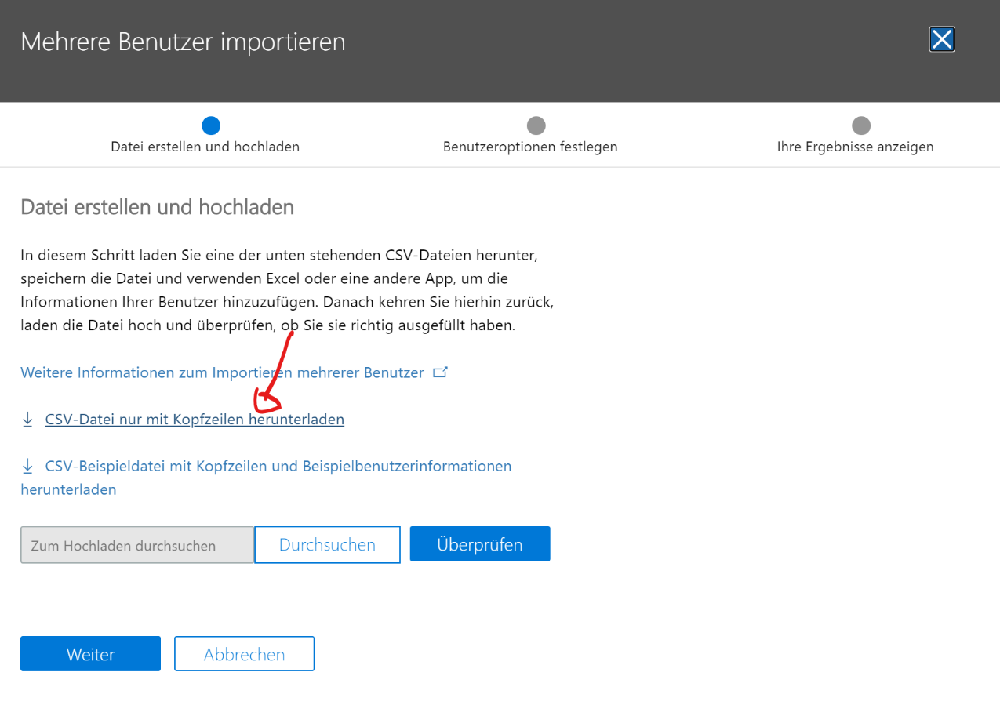 Mehrere Benutzer importieren
Datei erstellen und hochladen
Benutzeroptionen festlegen
Ihre Ergebnisse anzeigen
Datei erstellen und hochladen
In diesem Schritt laden Sie eine der unten stehenden CSV-Dateien herunter,
speichern die Datei und verwenden Excel oder eine andere App, um die
Informationen Ihrer Benutzer hinzuzufügen. Danach kehren Sie hierhin zurück,
laden die Datei hoch und überprüfen, ob Sie sie richtig ausgefüllt haben.
Weitere Informationen zum Importieren mehrerer Benutzer
CSV-Datei nur mit Kopfzeilen herunterladen
CSV-Beispieldatei mit Kopfzeilen und Beispielbenutzerinformationen
herunterladen
Zum Hochladen durchsuchen
Durchsuchen
Überprüfen
Weiter
Abbrechen